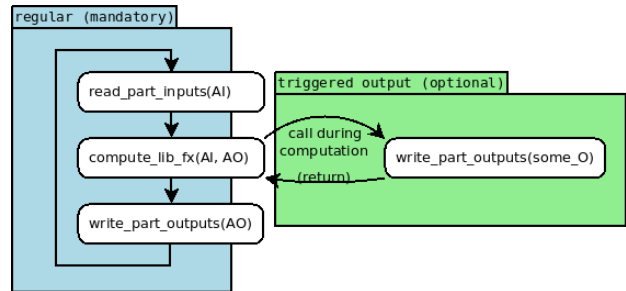 regular (mandatory)
read_part_inputs(AI)
compute_lib_fx(AI, AO)
write_part_outputs(AO)
triggered output (optional)
call during
computation
(return)
write_part_outputs(some_O)